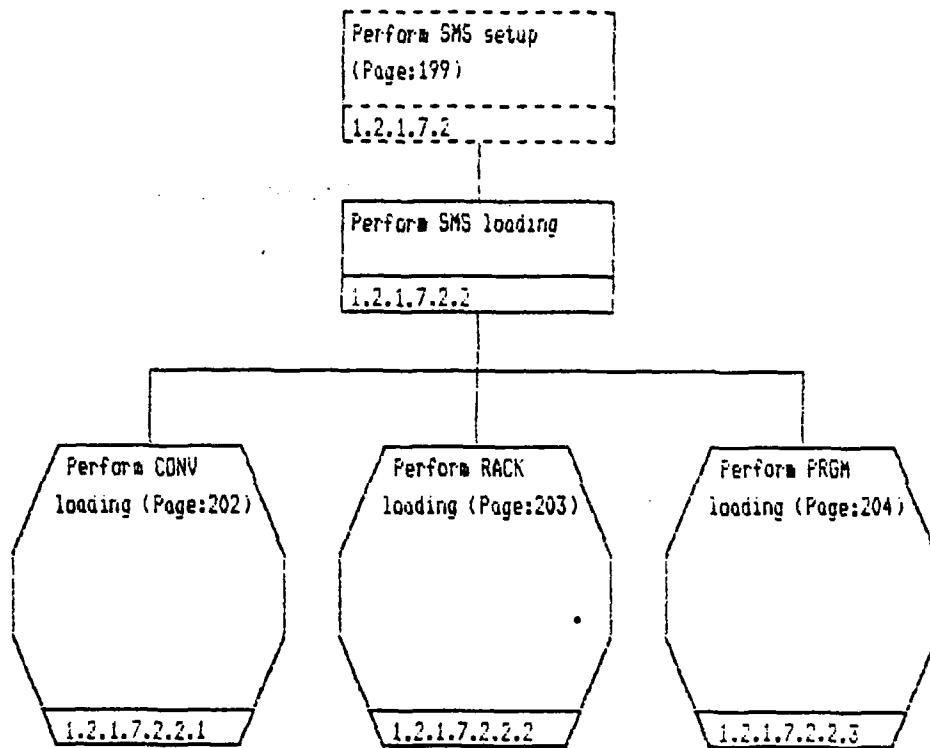 Perform SMS setup
(Page:199)
1.2.1.7.2
Perform SMS loading
1.2.1.7.2.2
Perform CONV
loading (Page:202)
1.2.1.7.2.2.1
Perform RACK
loading (Page:203)
1.2.1.7.2.2.2
Perform PRGM
loading (Page:204)
1.2.1.7.2.2.3